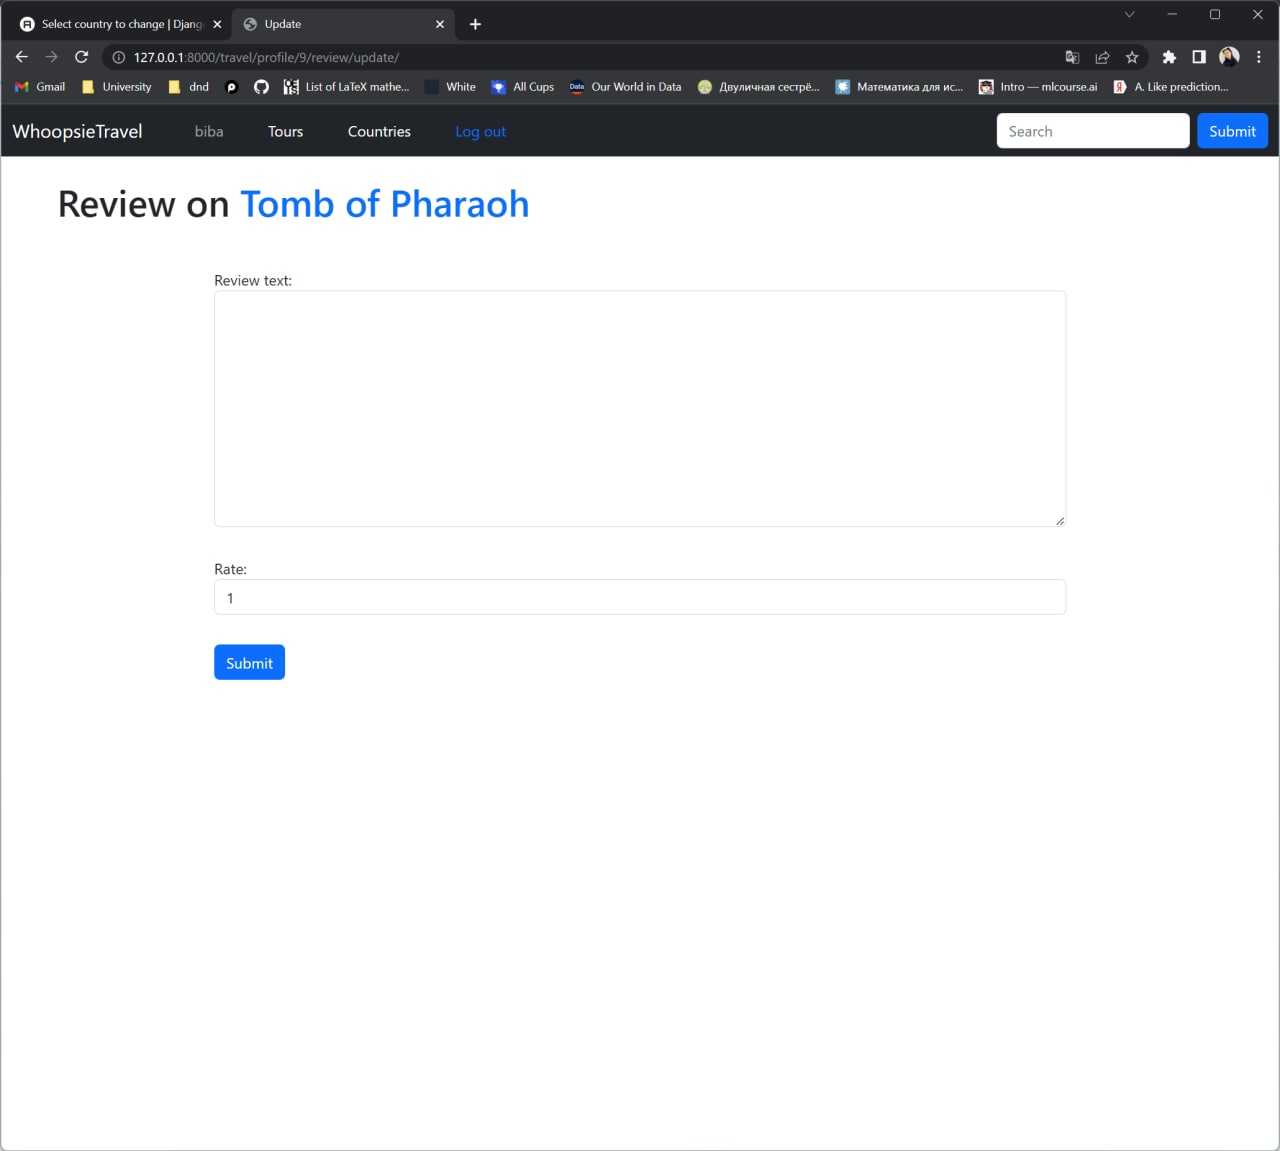 Select country to change | Djang
Update
127.0.0.1:8000/travel/profile/9/review/update/
Gmail
University
dnd
List of LaTeX mathe...
White
All Cups
Our World in Data
Двуличная сестрё...
Математика для ис...
Intro — mlcourse.ai
A. Like prediction...
WhoopsieTravel
biba
Tours
Countries
Log out
Search
Submit
Review on Tomb of Pharaoh
Review text:
Rate:
1
Submit